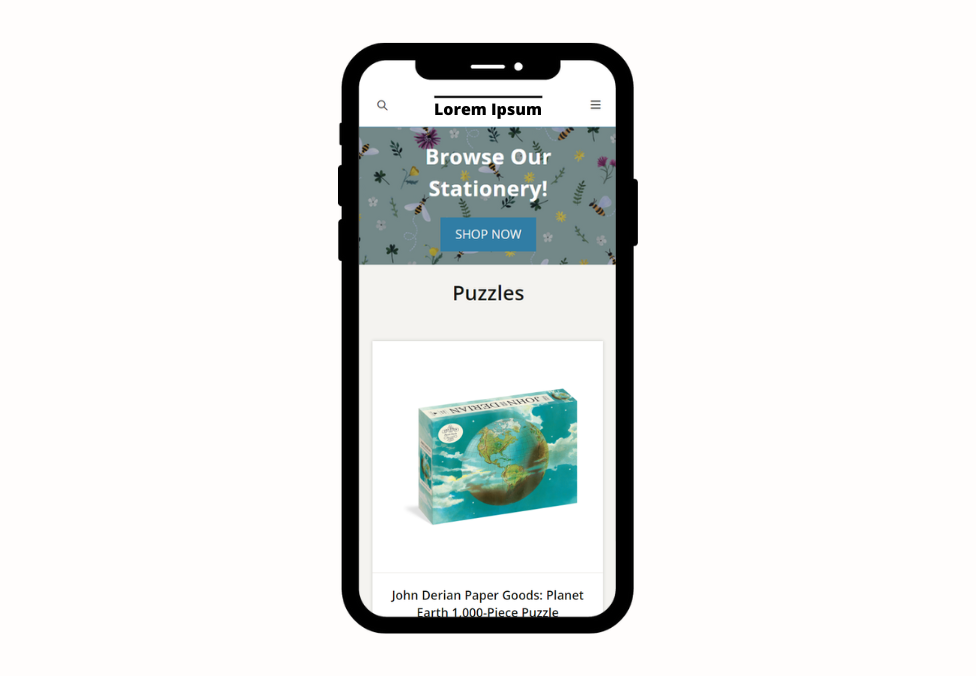 Lorem Ipsum
Browse Our
Stationery!
SHOP NOW
Puzzles
JOHN DERIAN
John Derian Paper Goods: Planet
Earth 1,000-Piece Puzzle